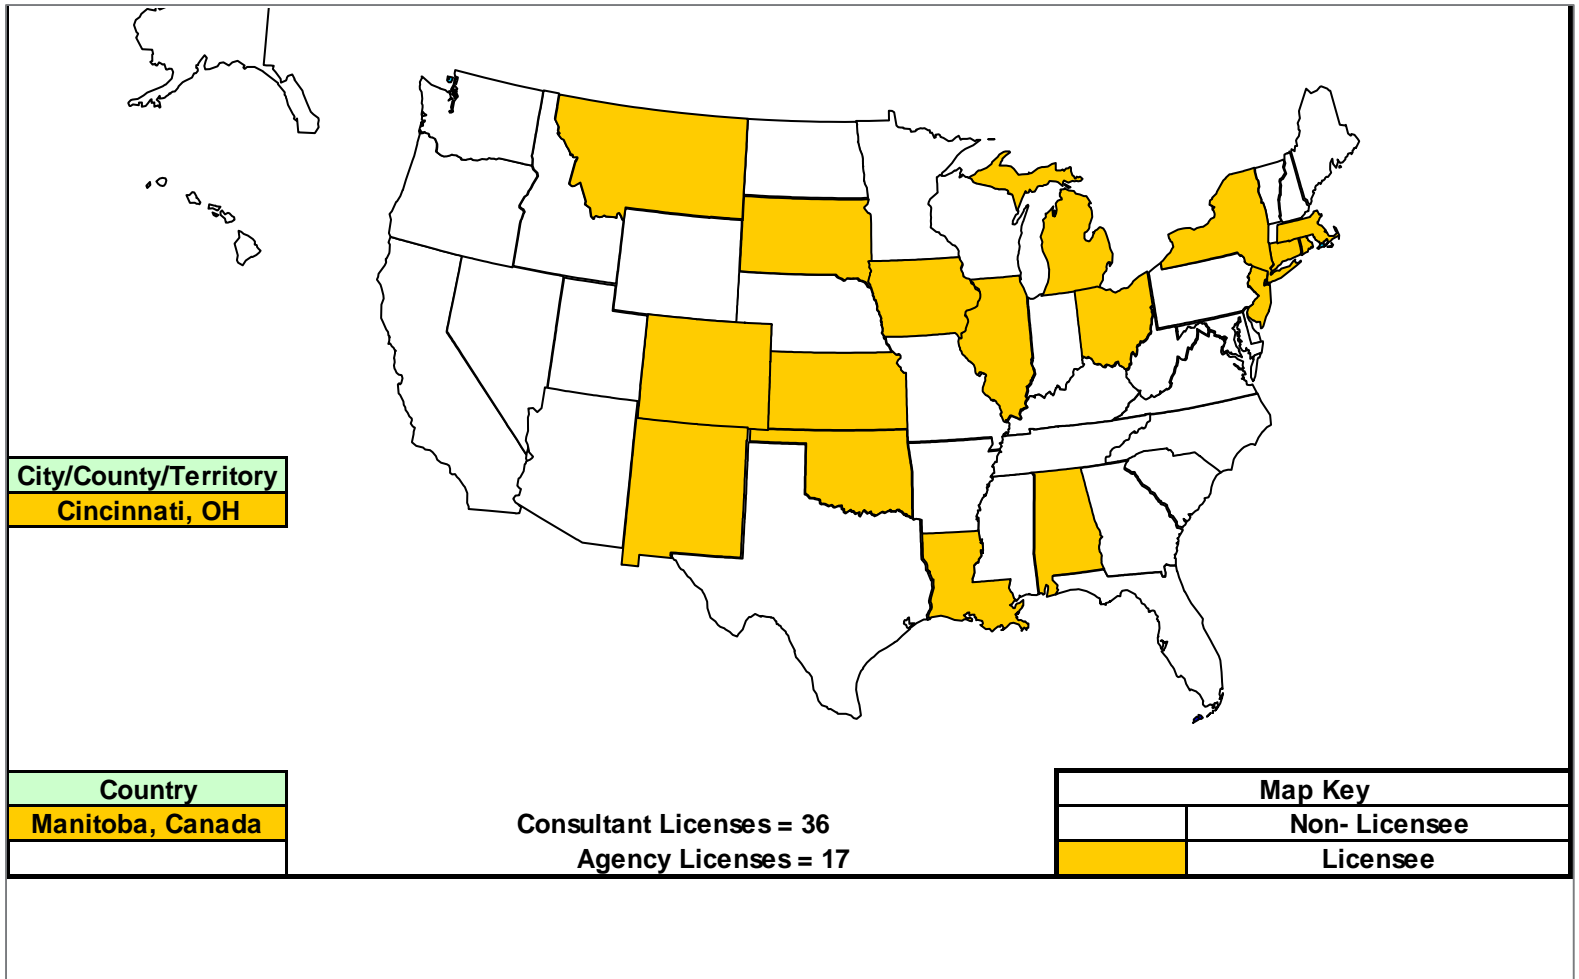 City/County/Territory
Cincinnati, OH
Country
Manitoba, Canada
Consultant Licenses = 36
Agency Licenses = 17
Map Key
Non- Licensee
Licensee